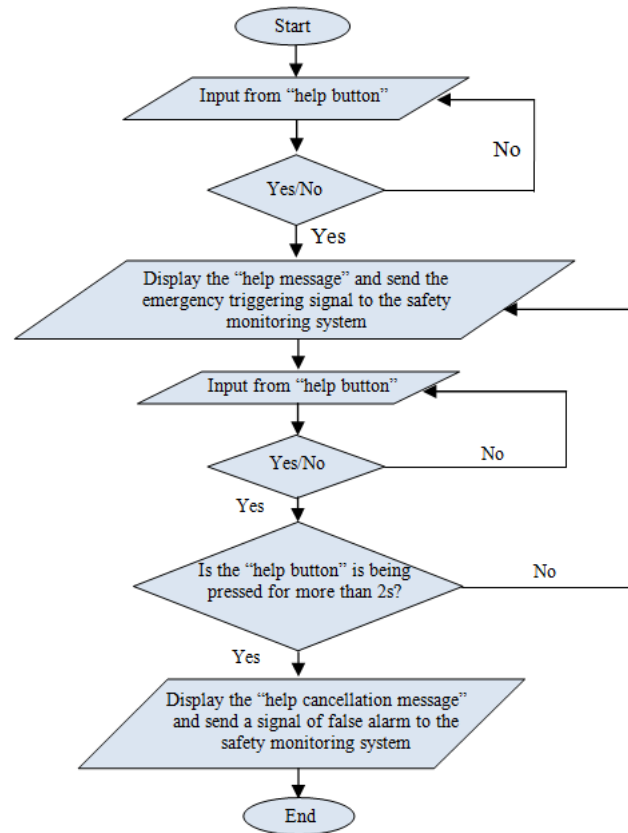 Start
Input from “help button”
No
Yes/No
Yes
Display the “help message” and send the
emergency triggering signal to the safety
monitoring system
Input from “help button”
Yes/No
No
Yes
Is the “help button” is being
pressed for more than 2s?
No
Yes
Display the “help cancellation message”
and send a signal of false alarm to the
safety monitoring system
End